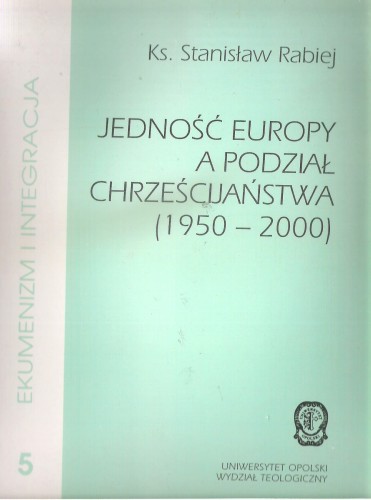 Ks. Stanisław Rabiej
JEDNOŚĆ EUROPY
A PODZIAŁ
CHRZEŚCIJAŃSTWA
(1950 – 2000)
EKUMENIZM I INTEGRACJA
5
UNIWERSYTET OPOLSKI
WYDZIAŁ TEOLOGICZNY